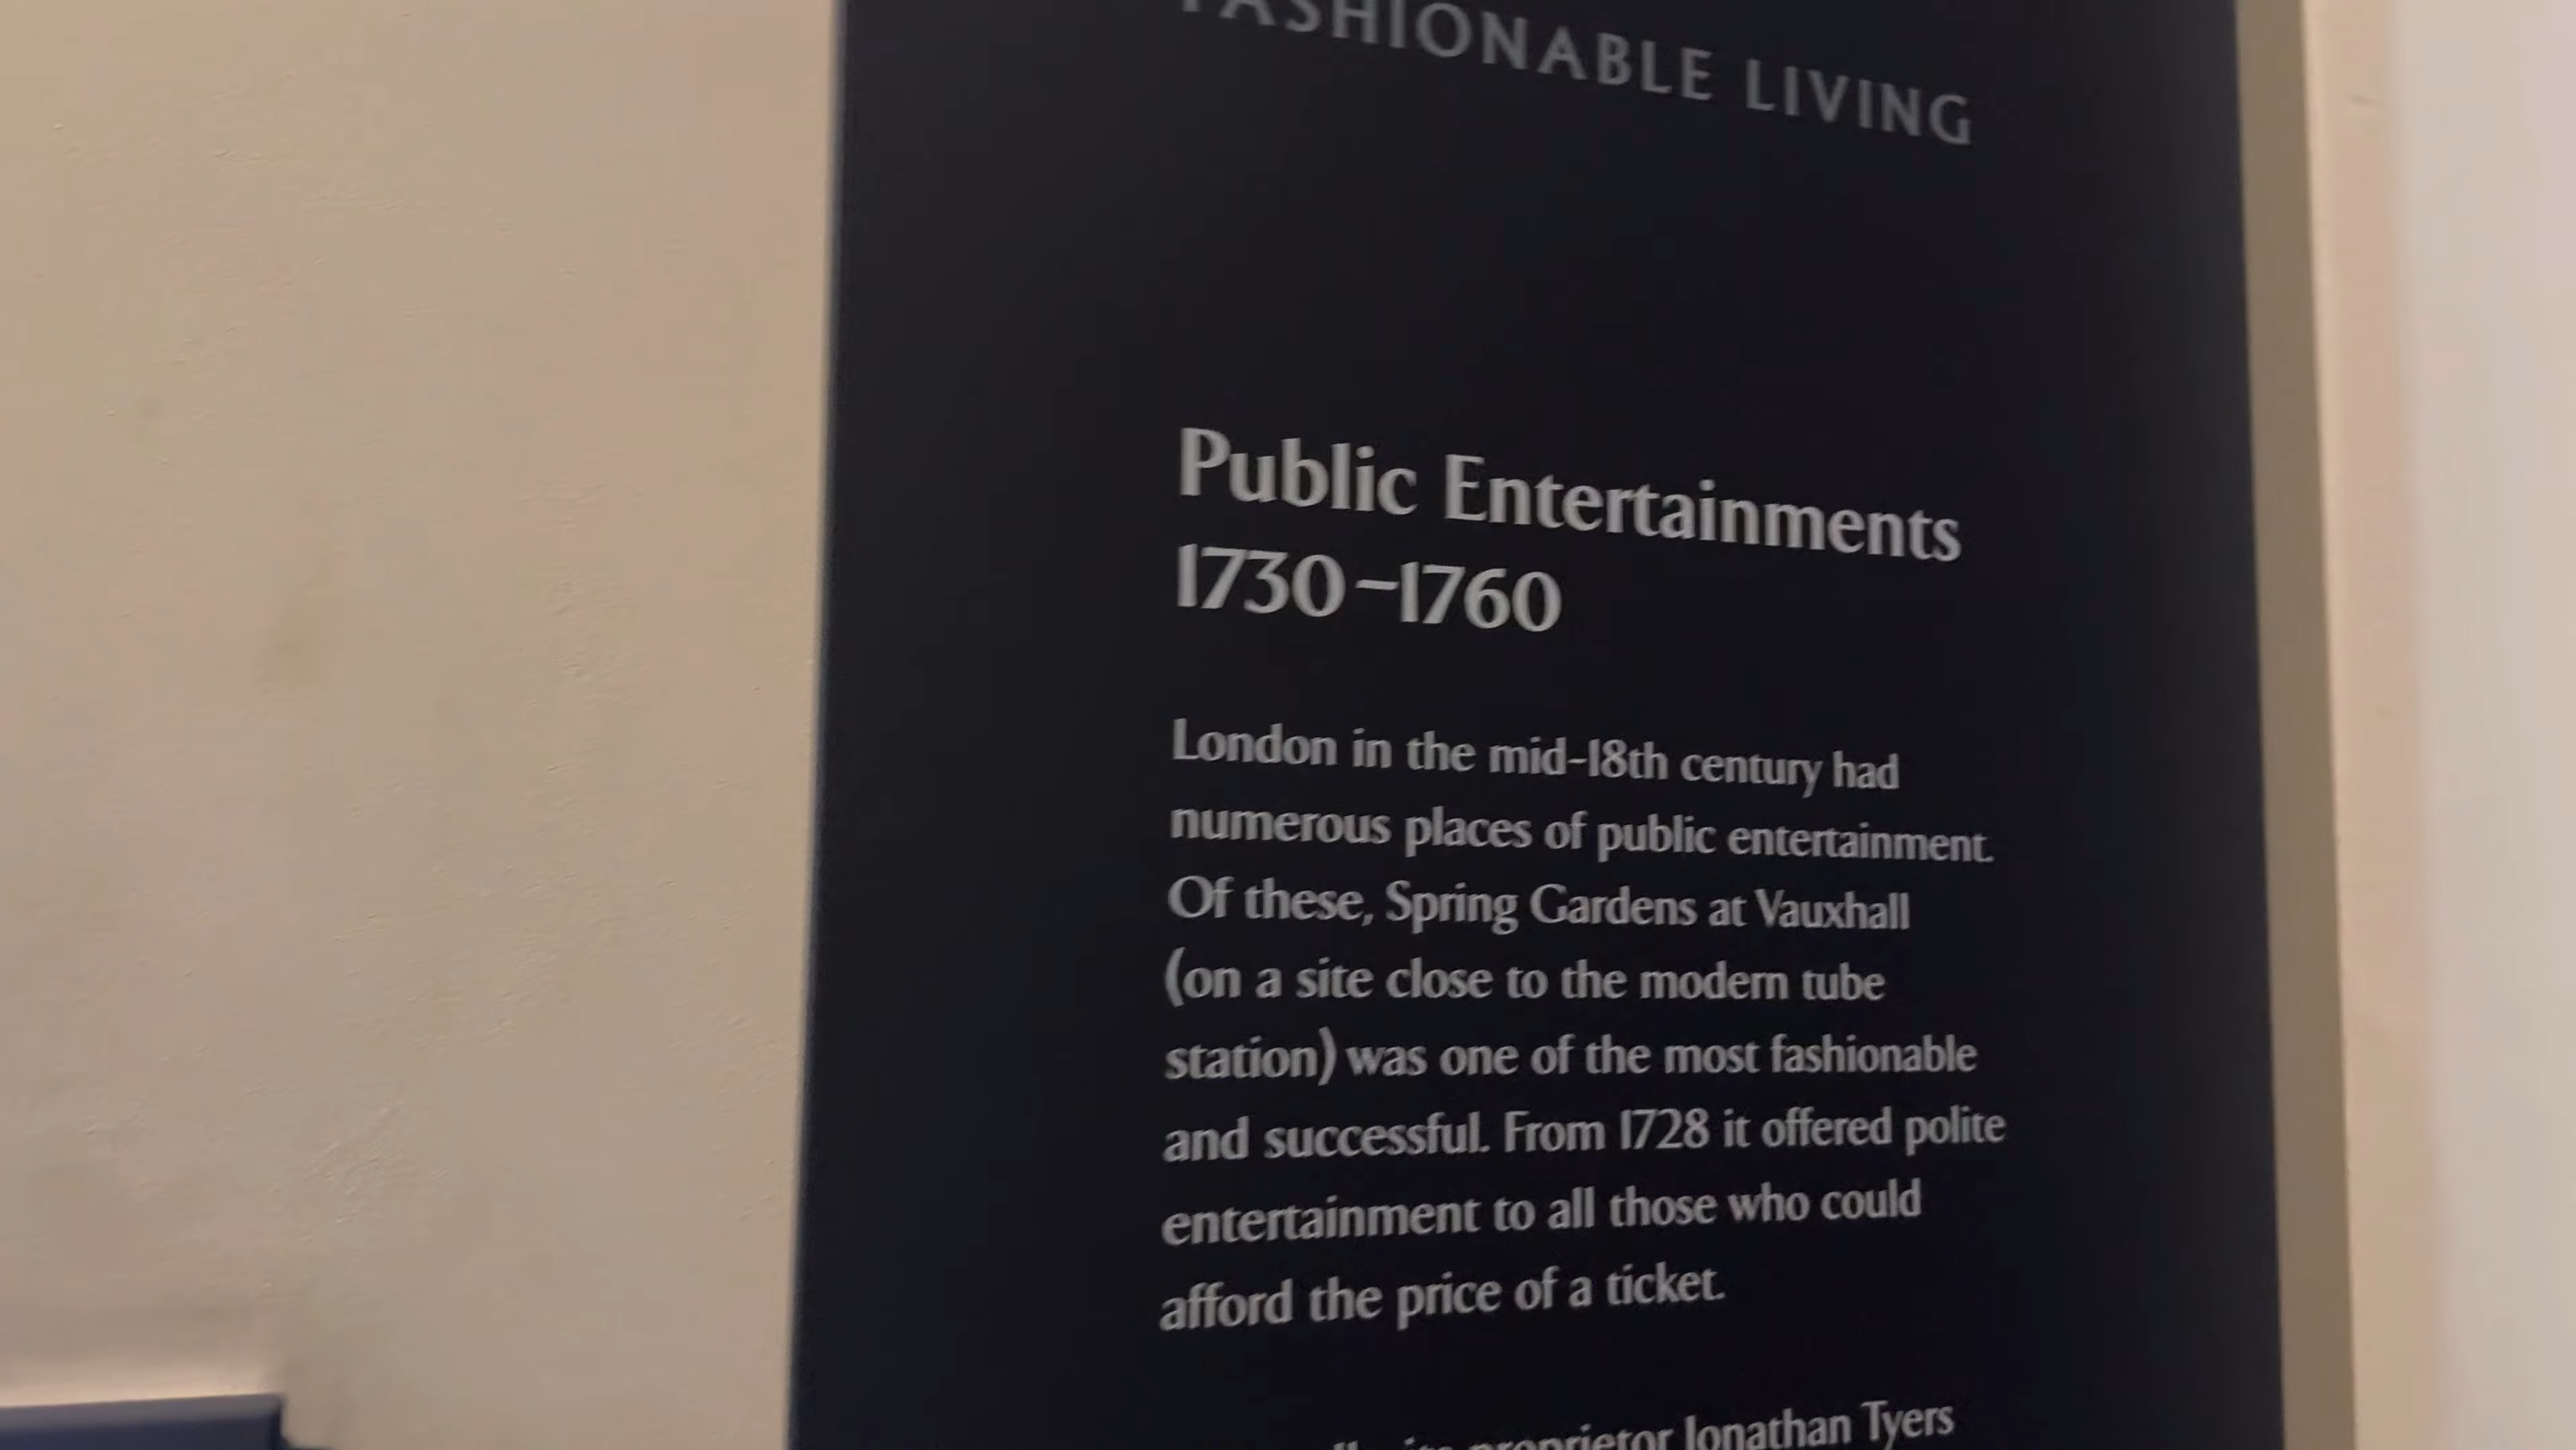 FASHIONABLE LIVING
Public Entertainments
1730–1760
London in the mid-18th century had
numerous places of public entertainment.
Of these, Spring Gardens at Vauxhall
(on a site close to the modern tube
station) was one of the most fashionable
and successful. From 1728 it offered polite
entertainment to all those who could
afford the price of a ticket.
proprietor Jonathan Tyers